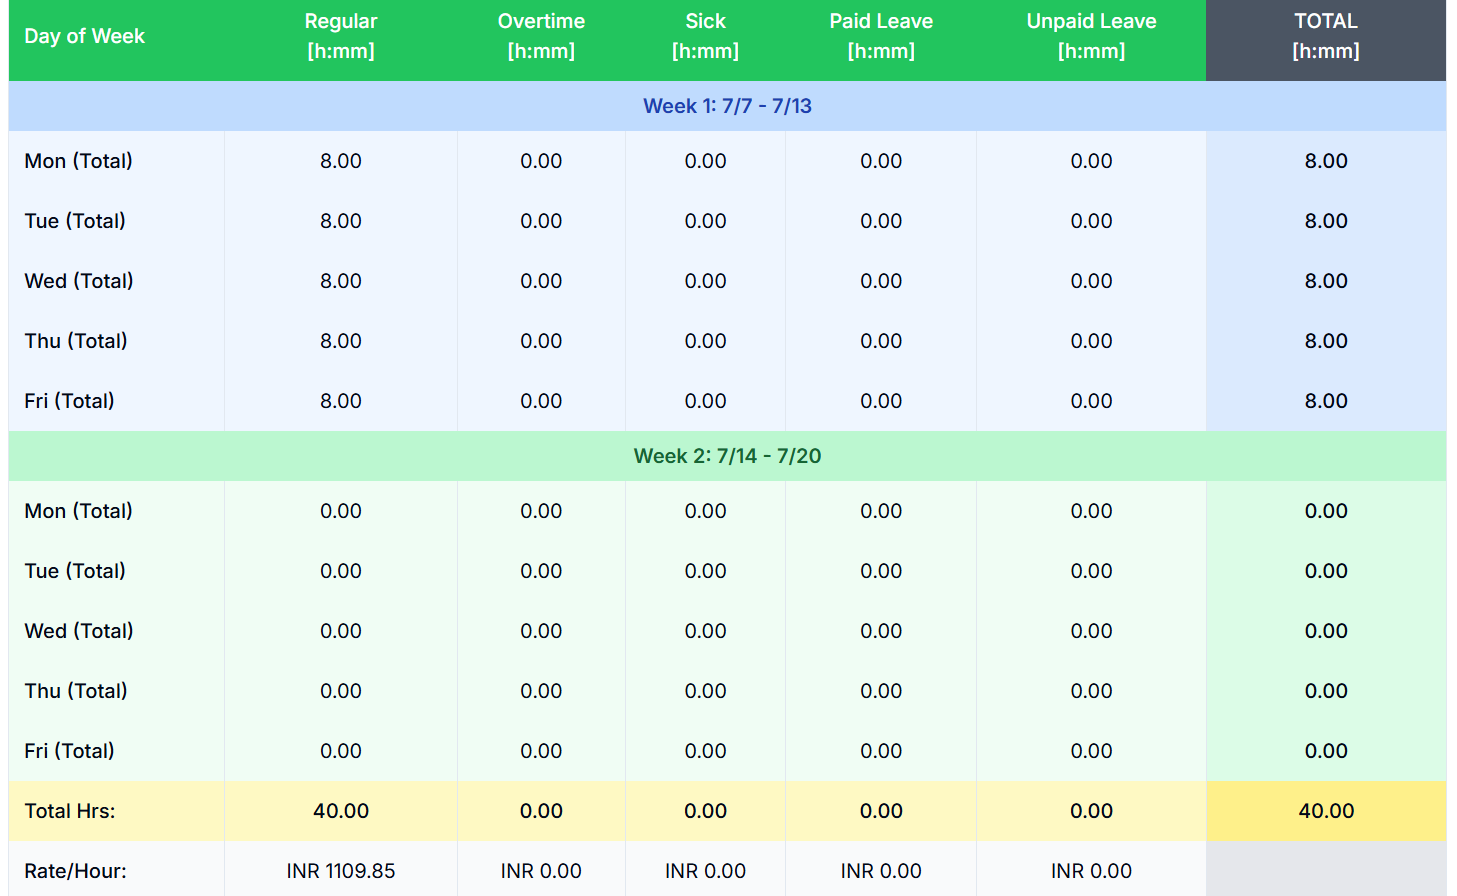 Day of Week Regular [h:mm] Overtime [h:mm] Sick [h:mm] Paid Leave [h:mm] Unpaid Leave [h:mm] TOTAL [h:mm]
Week 1: 7/7 - 7/13
Mon (Total) 8.00 0.00 0.00 0.00 0.00 8.00
Tue (Total) 8.00 0.00 0.00 0.00 0.00 8.00
Wed (Total) 8.00 0.00 0.00 0.00 0.00 8.00
Thu (Total) 8.00 0.00 0.00 0.00 0.00 8.00
Fri (Total) 8.00 0.00 0.00 0.00 0.00 8.00
Week 2: 7/14 - 7/20
Mon (Total) 0.00 0.00 0.00 0.00 0.00 0.00
Tue (Total) 0.00 0.00 0.00 0.00 0.00 0.00
Wed (Total) 0.00 0.00 0.00 0.00 0.00 0.00
Thu (Total) 0.00 0.00 0.00 0.00 0.00 0.00
Fri (Total) 0.00 0.00 0.00 0.00 0.00 0.00
Total Hrs: 40.00 0.00 0.00 0.00 0.00 40.00
Rate/Hour: INR 1109.85 INR 0.00 INR 0.00 INR 0.00 INR 0.00